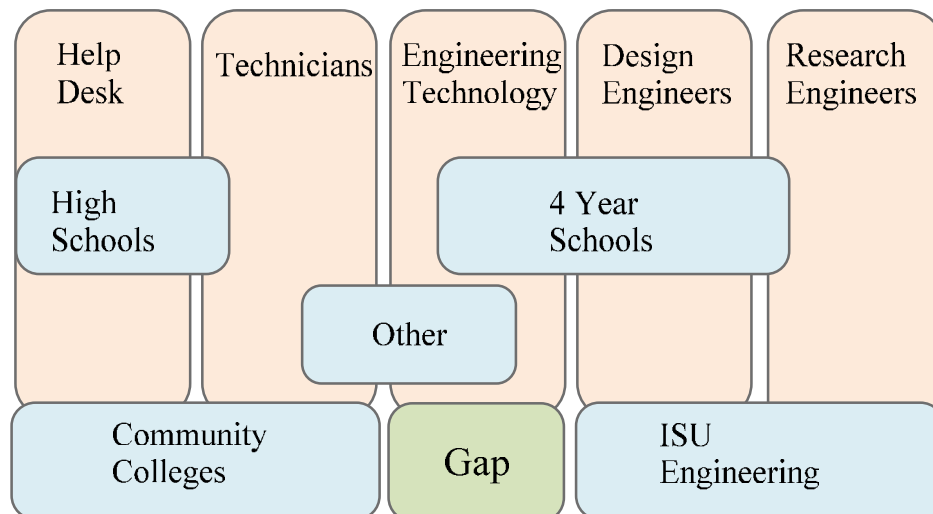 Help
Desk
Technicians
Engineering
Technology
Design
Engineers
Research
Engineers
High
Schools
4 Year
Schools
Other
Community
Colleges
Gap
ISU
Engineering